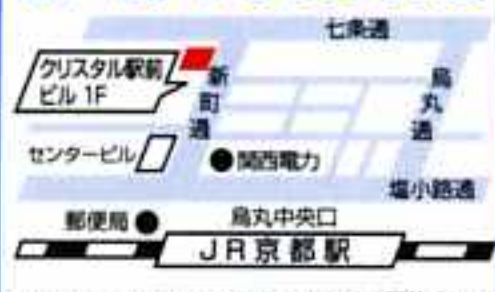 七条通
クリスタル駅前
ビル 1F
新町通
烏丸通
センタービル
関西電力
塩小路通
郵便局
烏丸中央口
JR京都駅